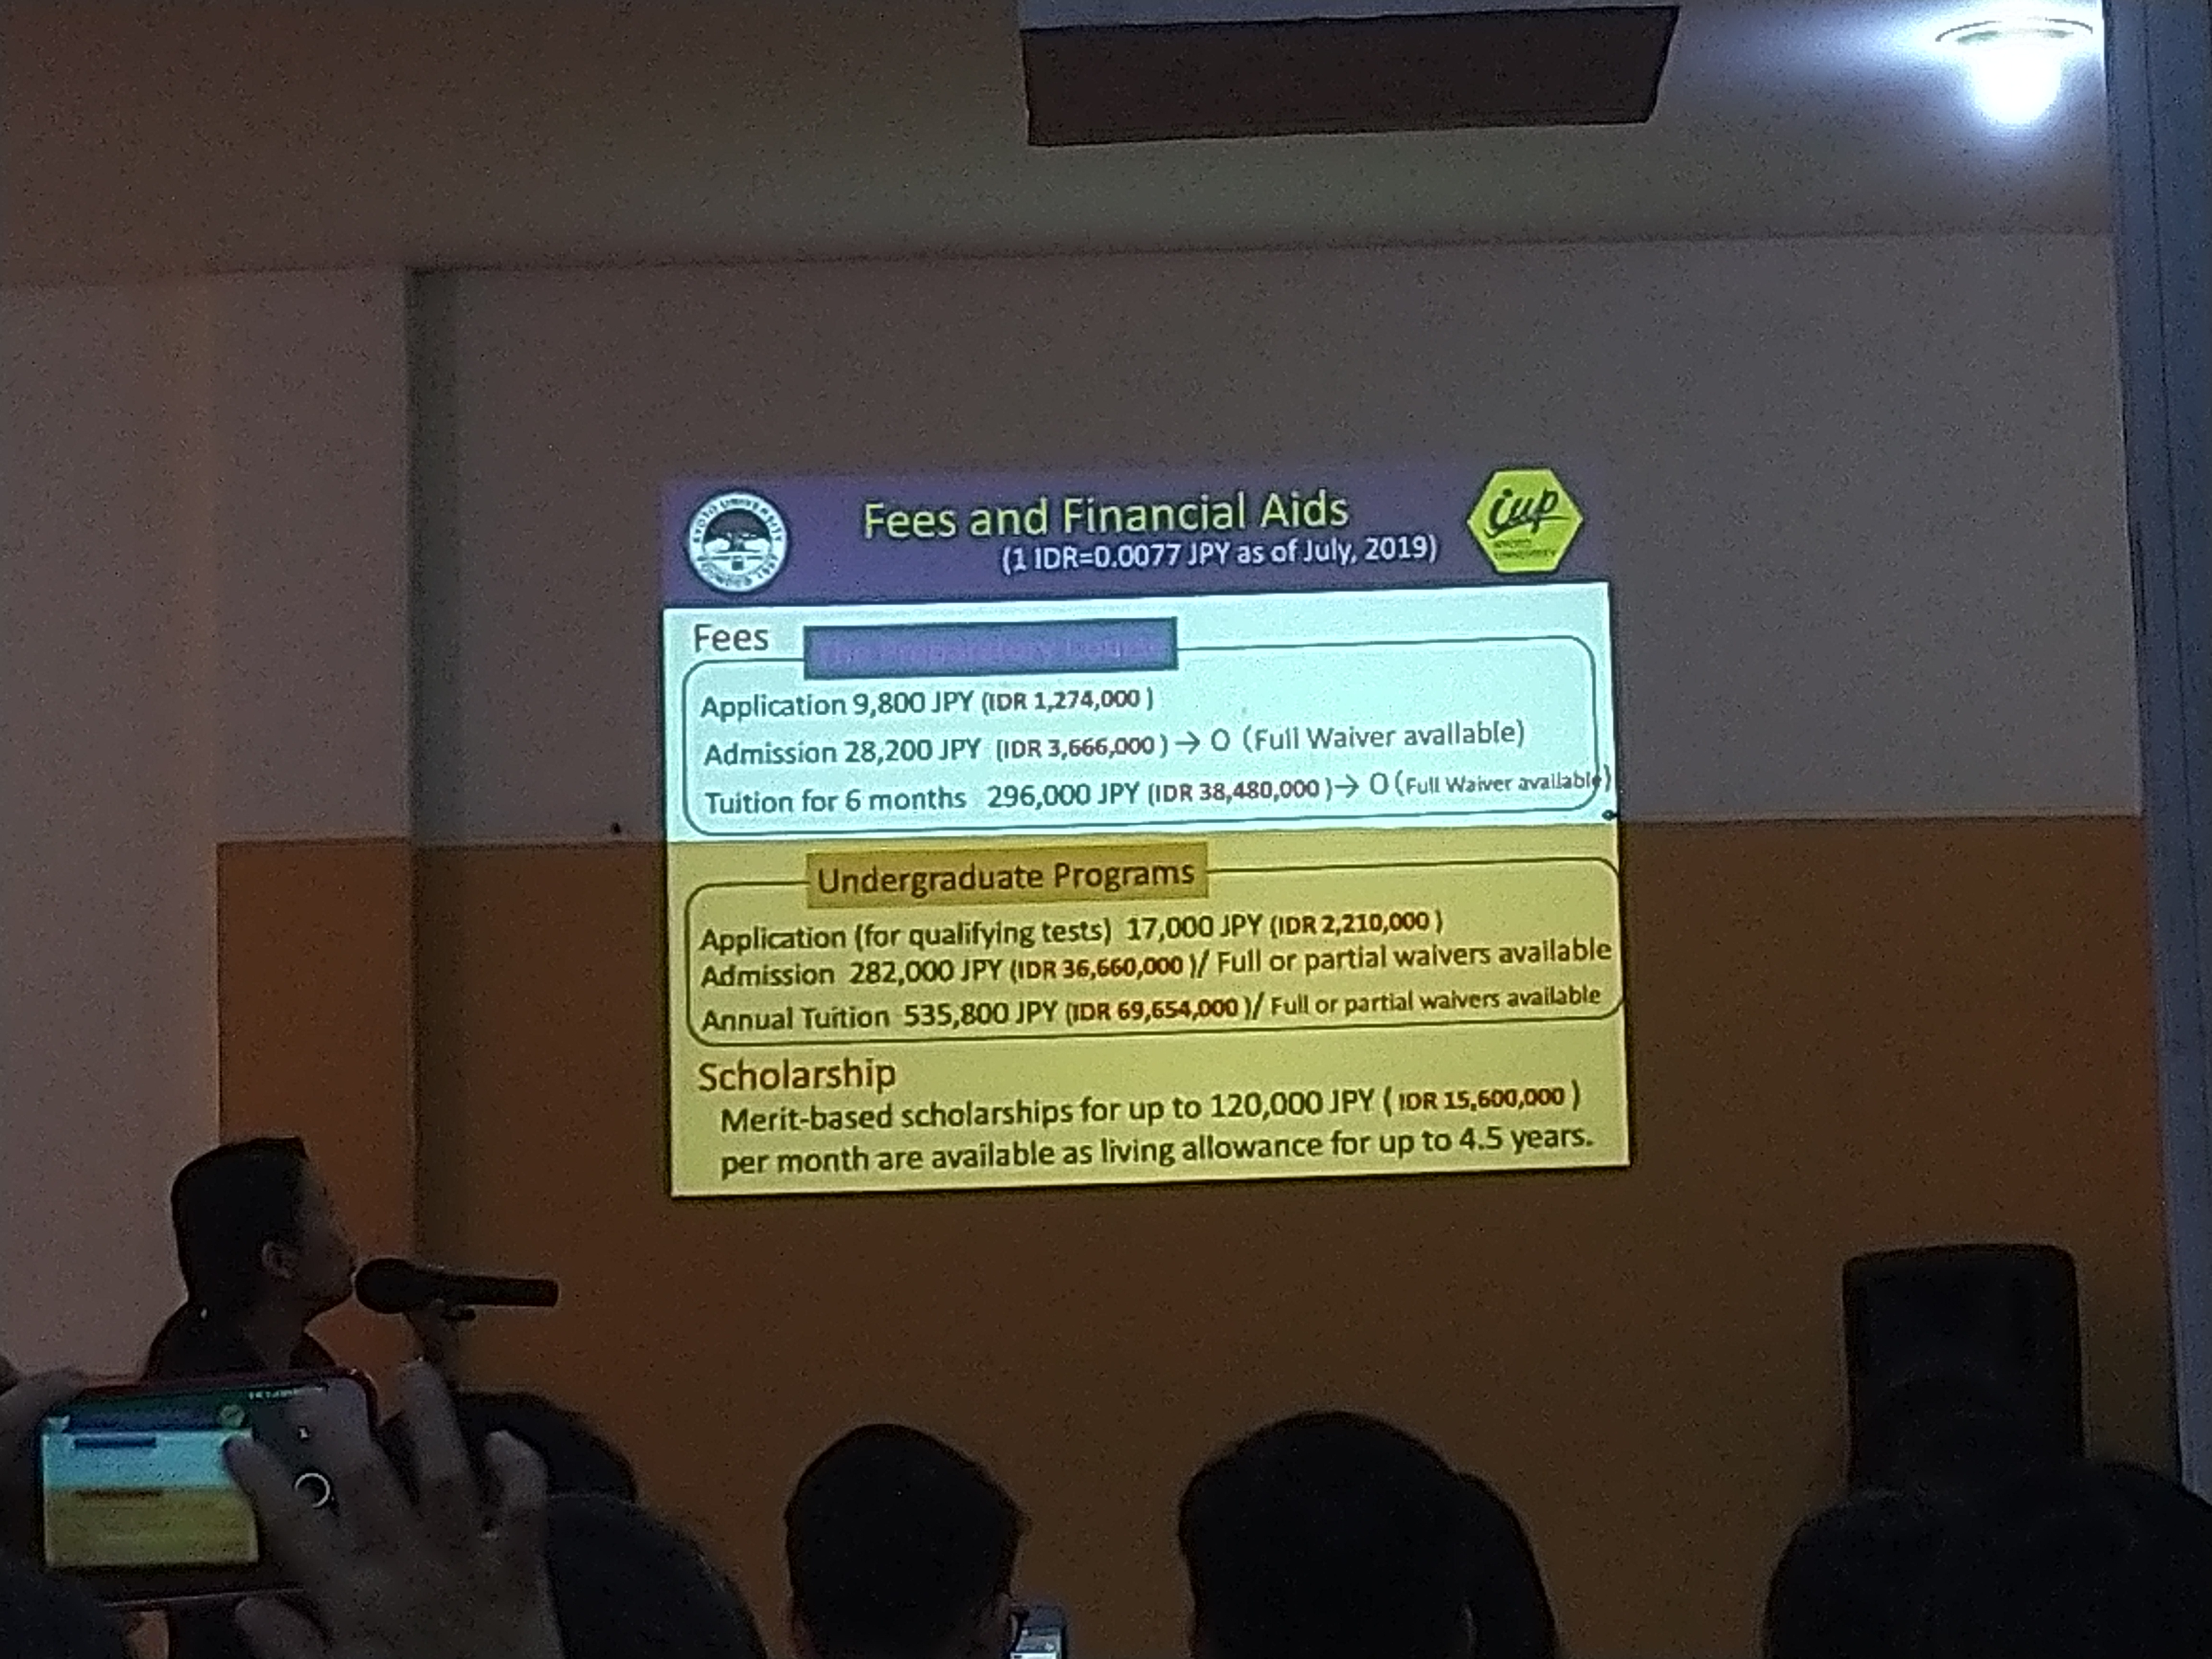 Fees and Financial Aids
(1 IDR=0.0077 JPY as of July, 2019)
iup
KYOTO UNIVERSITY
Fees
The Preparatory Course
Application 9,800 JPY (IDR 1,274,000 )
Admission 28,200 JPY (IDR 3,666,000 )→ 0 (Full Waiver available)
Tuition for 6 months 296,000 JPY (IDR 38,480,000 )→ 0 (Full Waiver available)
Undergraduate Programs
Application (for qualifying tests) 17,000 JPY (IDR 2,210,000 )
Admission 282,000 JPY (IDR 36,660,000 )/ Full or partial waivers available
Annual Tuition 535,800 JPY (IDR 69,654,000 )/ Full or partial waivers available
Scholarship
Merit-based scholarships for up to 120,000 JPY ( IDR 15,600,000 )
per month are available as living allowance for up to 4.5 years.